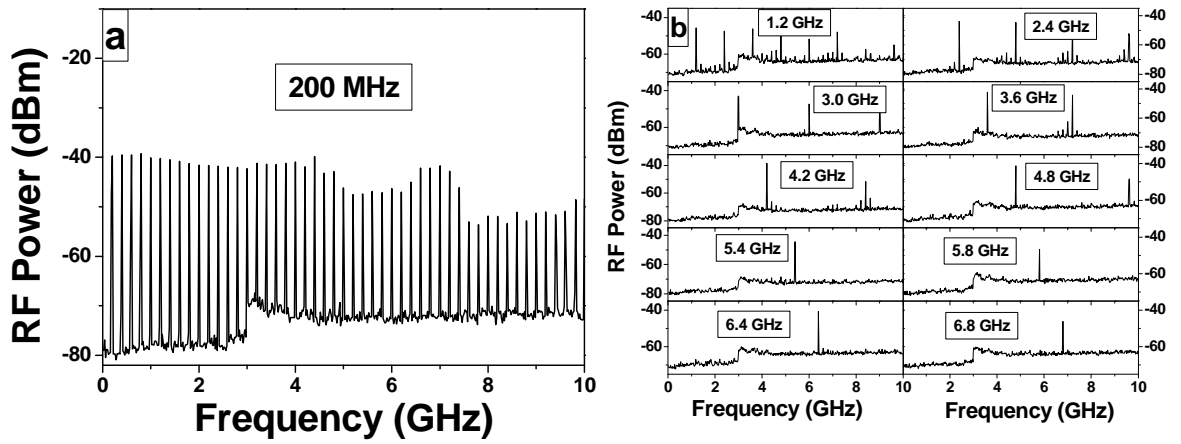 a
200 MHz
-20
-40
-60
-80
RF Power (dBm)
0 2 4 6 8 10
Frequency (GHz)
b
1.2 GHz
2.4 GHz
3.0 GHz
3.6 GHz
4.2 GHz
4.8 GHz
5.4 GHz
5.8 GHz
6.4 GHz
6.8 GHz
-40
-60
-60
-40
-60
-80
-60
-80
-60
-40
-60
-80
-60
-80
-40
-60
-40
-60
-40
-60
RF Power (dBm)
0 2 4 6 8 10 2 4 6 8 10
Frequency (GHz)
Frequency (GHz)